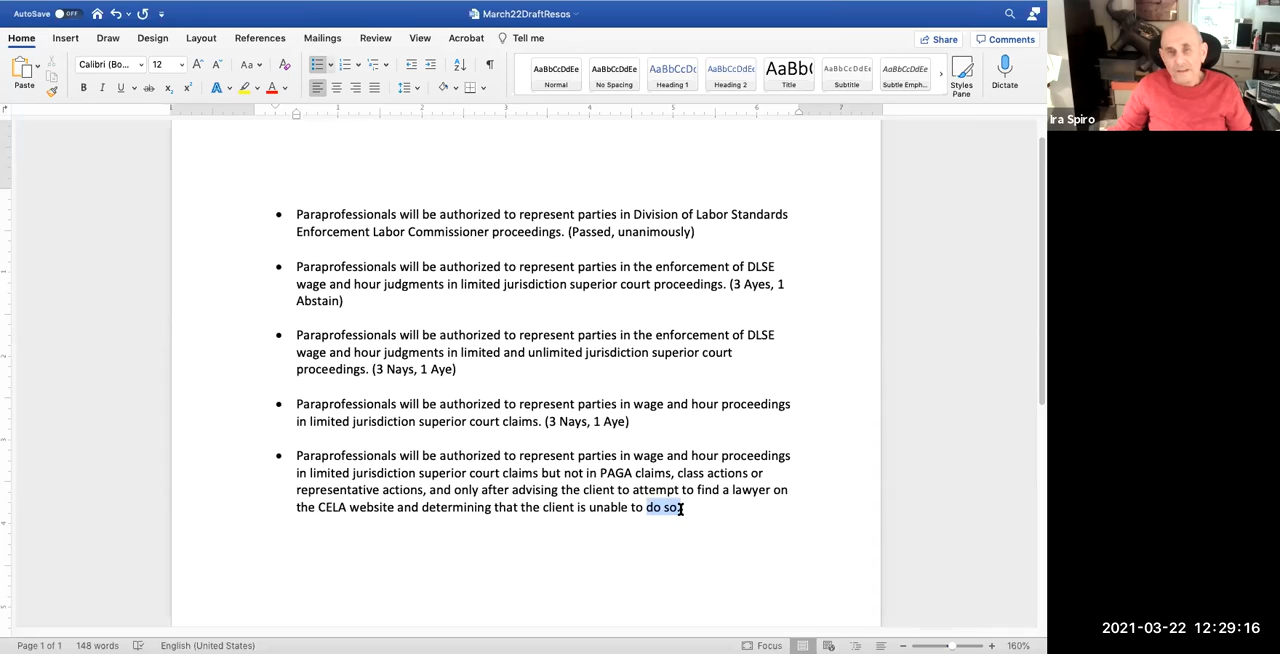 AutoSave OFF
March22DraftResos
Home Insert Draw Design Layout References Mailings Review View Acrobat Tell me
Share Comments
Paste
Calibri (Bo... 12
Aa
AaBbCcDdEe AaBbCcDdEe AaBbCcDc AaBbCcDdEe AaBb( AaBbCcDdEe AaBbCcDdEe
Normal No Spacing Heading 1 Heading 2 Title Subtitle Subtle Emph...
Styles Pane
Dictate
1 1 2 3 4 5 6 7
• Paraprofessionals will be authorized to represent parties in Division of Labor Standards
Enforcement Labor Commissioner proceedings. (Passed, unanimously)
• Paraprofessionals will be authorized to represent parties in the enforcement of DLSE
wage and hour judgments in limited jurisdiction superior court proceedings. (3 Ayes, 1
Abstain)
• Paraprofessionals will be authorized to represent parties in the enforcement of DLSE
wage and hour judgments in limited and unlimited jurisdiction superior court
proceedings. (3 Nays, 1 Aye)
• Paraprofessionals will be authorized to represent parties in wage and hour proceedings
in limited jurisdiction superior court claims. (3 Nays, 1 Aye)
• Paraprofessionals will be authorized to represent parties in wage and hour proceedings
in limited jurisdiction superior court claims but not in PAGA claims, class actions or
representative actions, and only after advising the client to attempt to find a lawyer on
the CELA website and determining that the client is unable to do so.
Page 1 of 1 148 words English (United States) Focus 160%
Ira Spiro
2021-03-22 12:29:16